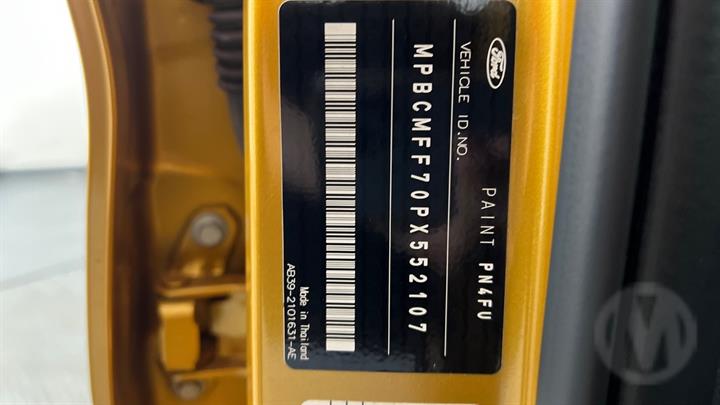 Ford
PAINT PN4FU
VEHICLE ID.NO.
MPBCMFF70PX552107
Made in Thailand
AB39-2101631-AE
M